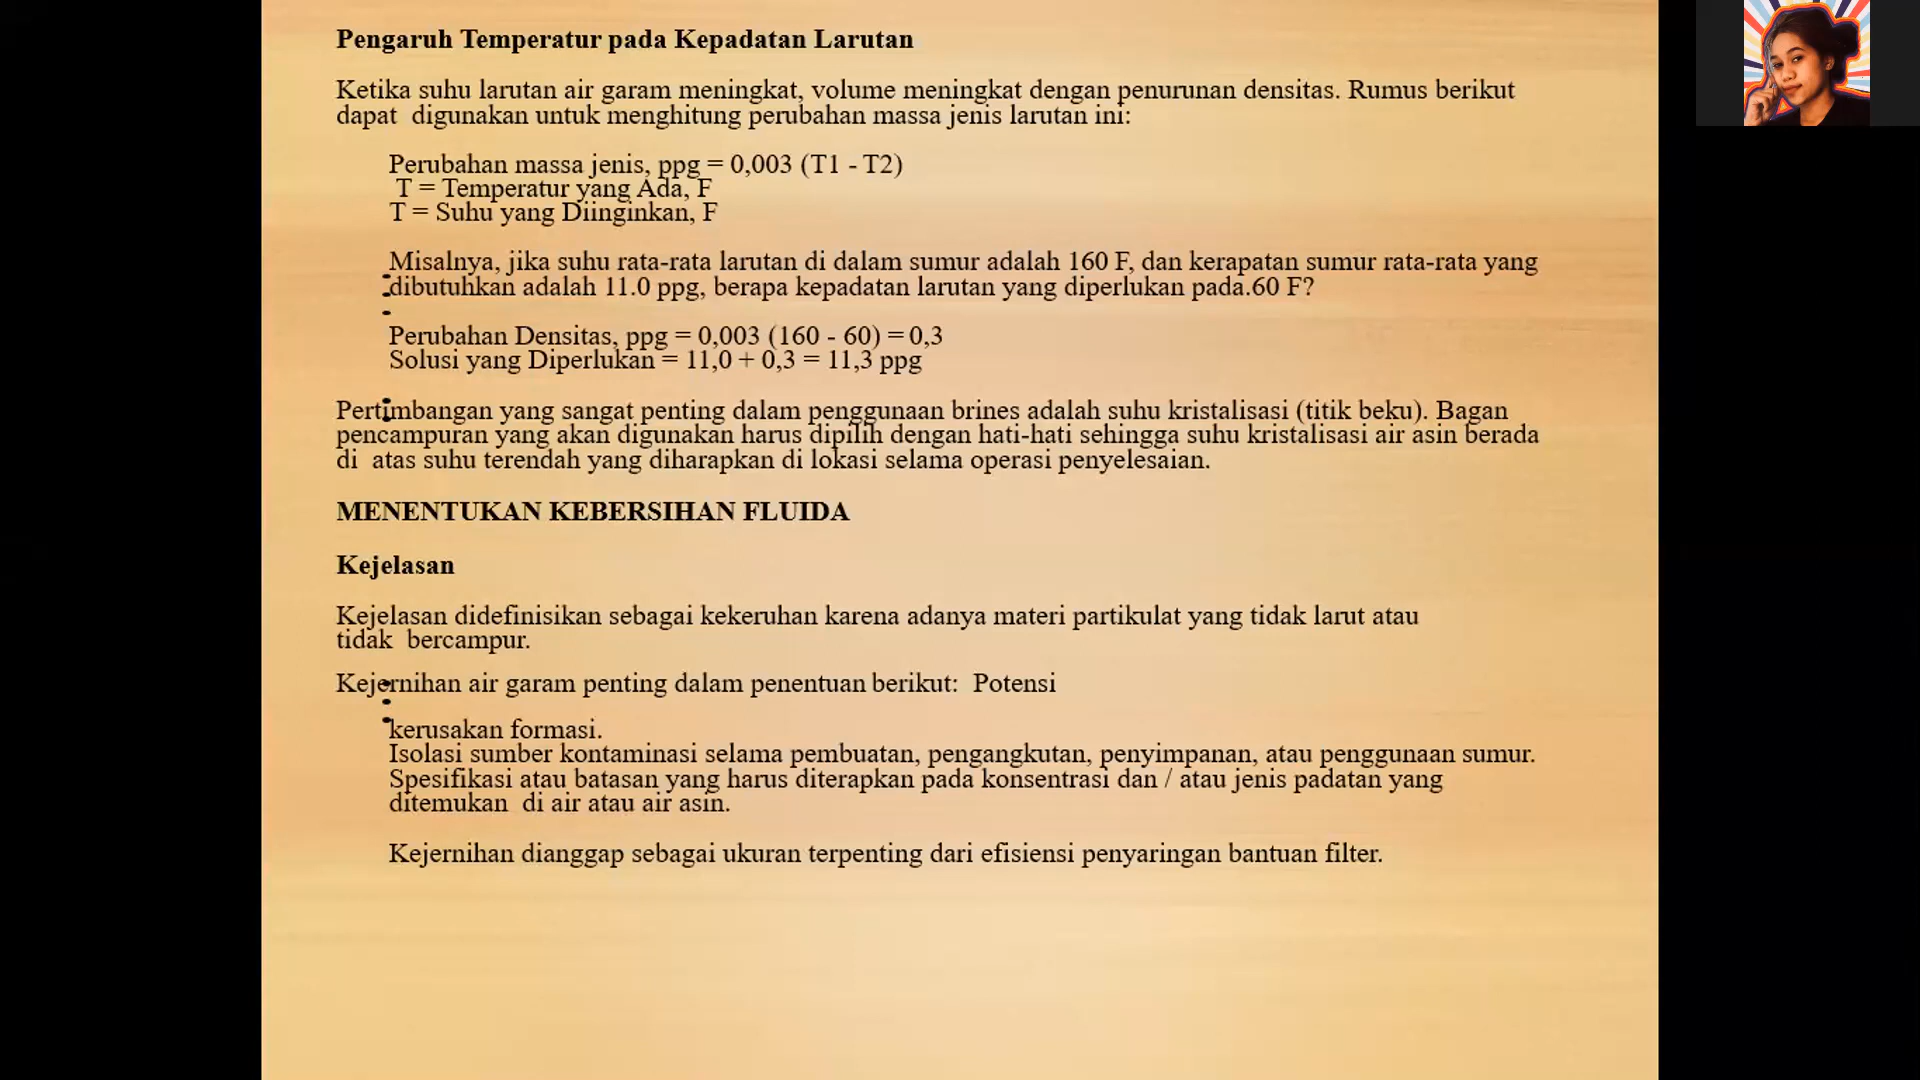 Pengaruh Temperatur pada Kepadatan Larutan
Ketika suhu larutan air garam meningkat, volume meningkat dengan penurunan densitas. Rumus berikut
dapat digunakan untuk menghitung perubahan massa jenis larutan ini:
Perubahan massa jenis, ppg = 0,003 (T1 - T2)
T = Temperatur yang Ada, F
T = Suhu yang Diinginkan, F
Misalnya, jika suhu rata-rata larutan di dalam sumur adalah 160 F, dan kerapatan sumur rata-rata yang
dibutuhkan adalah 11.0 ppg, berapa kepadatan larutan yang diperlukan pada.60 F?
Perubahan Densitas, ppg = 0,003 (160 - 60) = 0,3
Solusi yang Diperlukan = 11,0 + 0,3 = 11,3 ppg
Pertimbangan yang sangat penting dalam penggunaan brines adalah suhu kristalisasi (titik beku). Bagan
pencampuran yang akan digunakan harus dipilih dengan hati-hati sehingga suhu kristalisasi air asin berada
di atas suhu terendah yang diharapkan di lokasi selama operasi penyelesaian.
MENENTUKAN KEBERSIHAN FLUIDA
Kejelasan
Kejelasan didefinisikan sebagai kekeruhan karena adanya materi partikulat yang tidak larut atau
tidak bercampur.
Kejernihan air garam penting dalam penentuan berikut: Potensi
kerusakan formasi.
Isolasi sumber kontaminasi selama pembuatan, pengangkutan, penyimpanan, atau penggunaan sumur.
Spesifikasi atau batasan yang harus diterapkan pada konsentrasi dan / atau jenis padatan yang
ditemukan di air atau air asin.
Kejernihan dianggap sebagai ukuran terpenting dari efisiensi penyaringan bantuan filter.